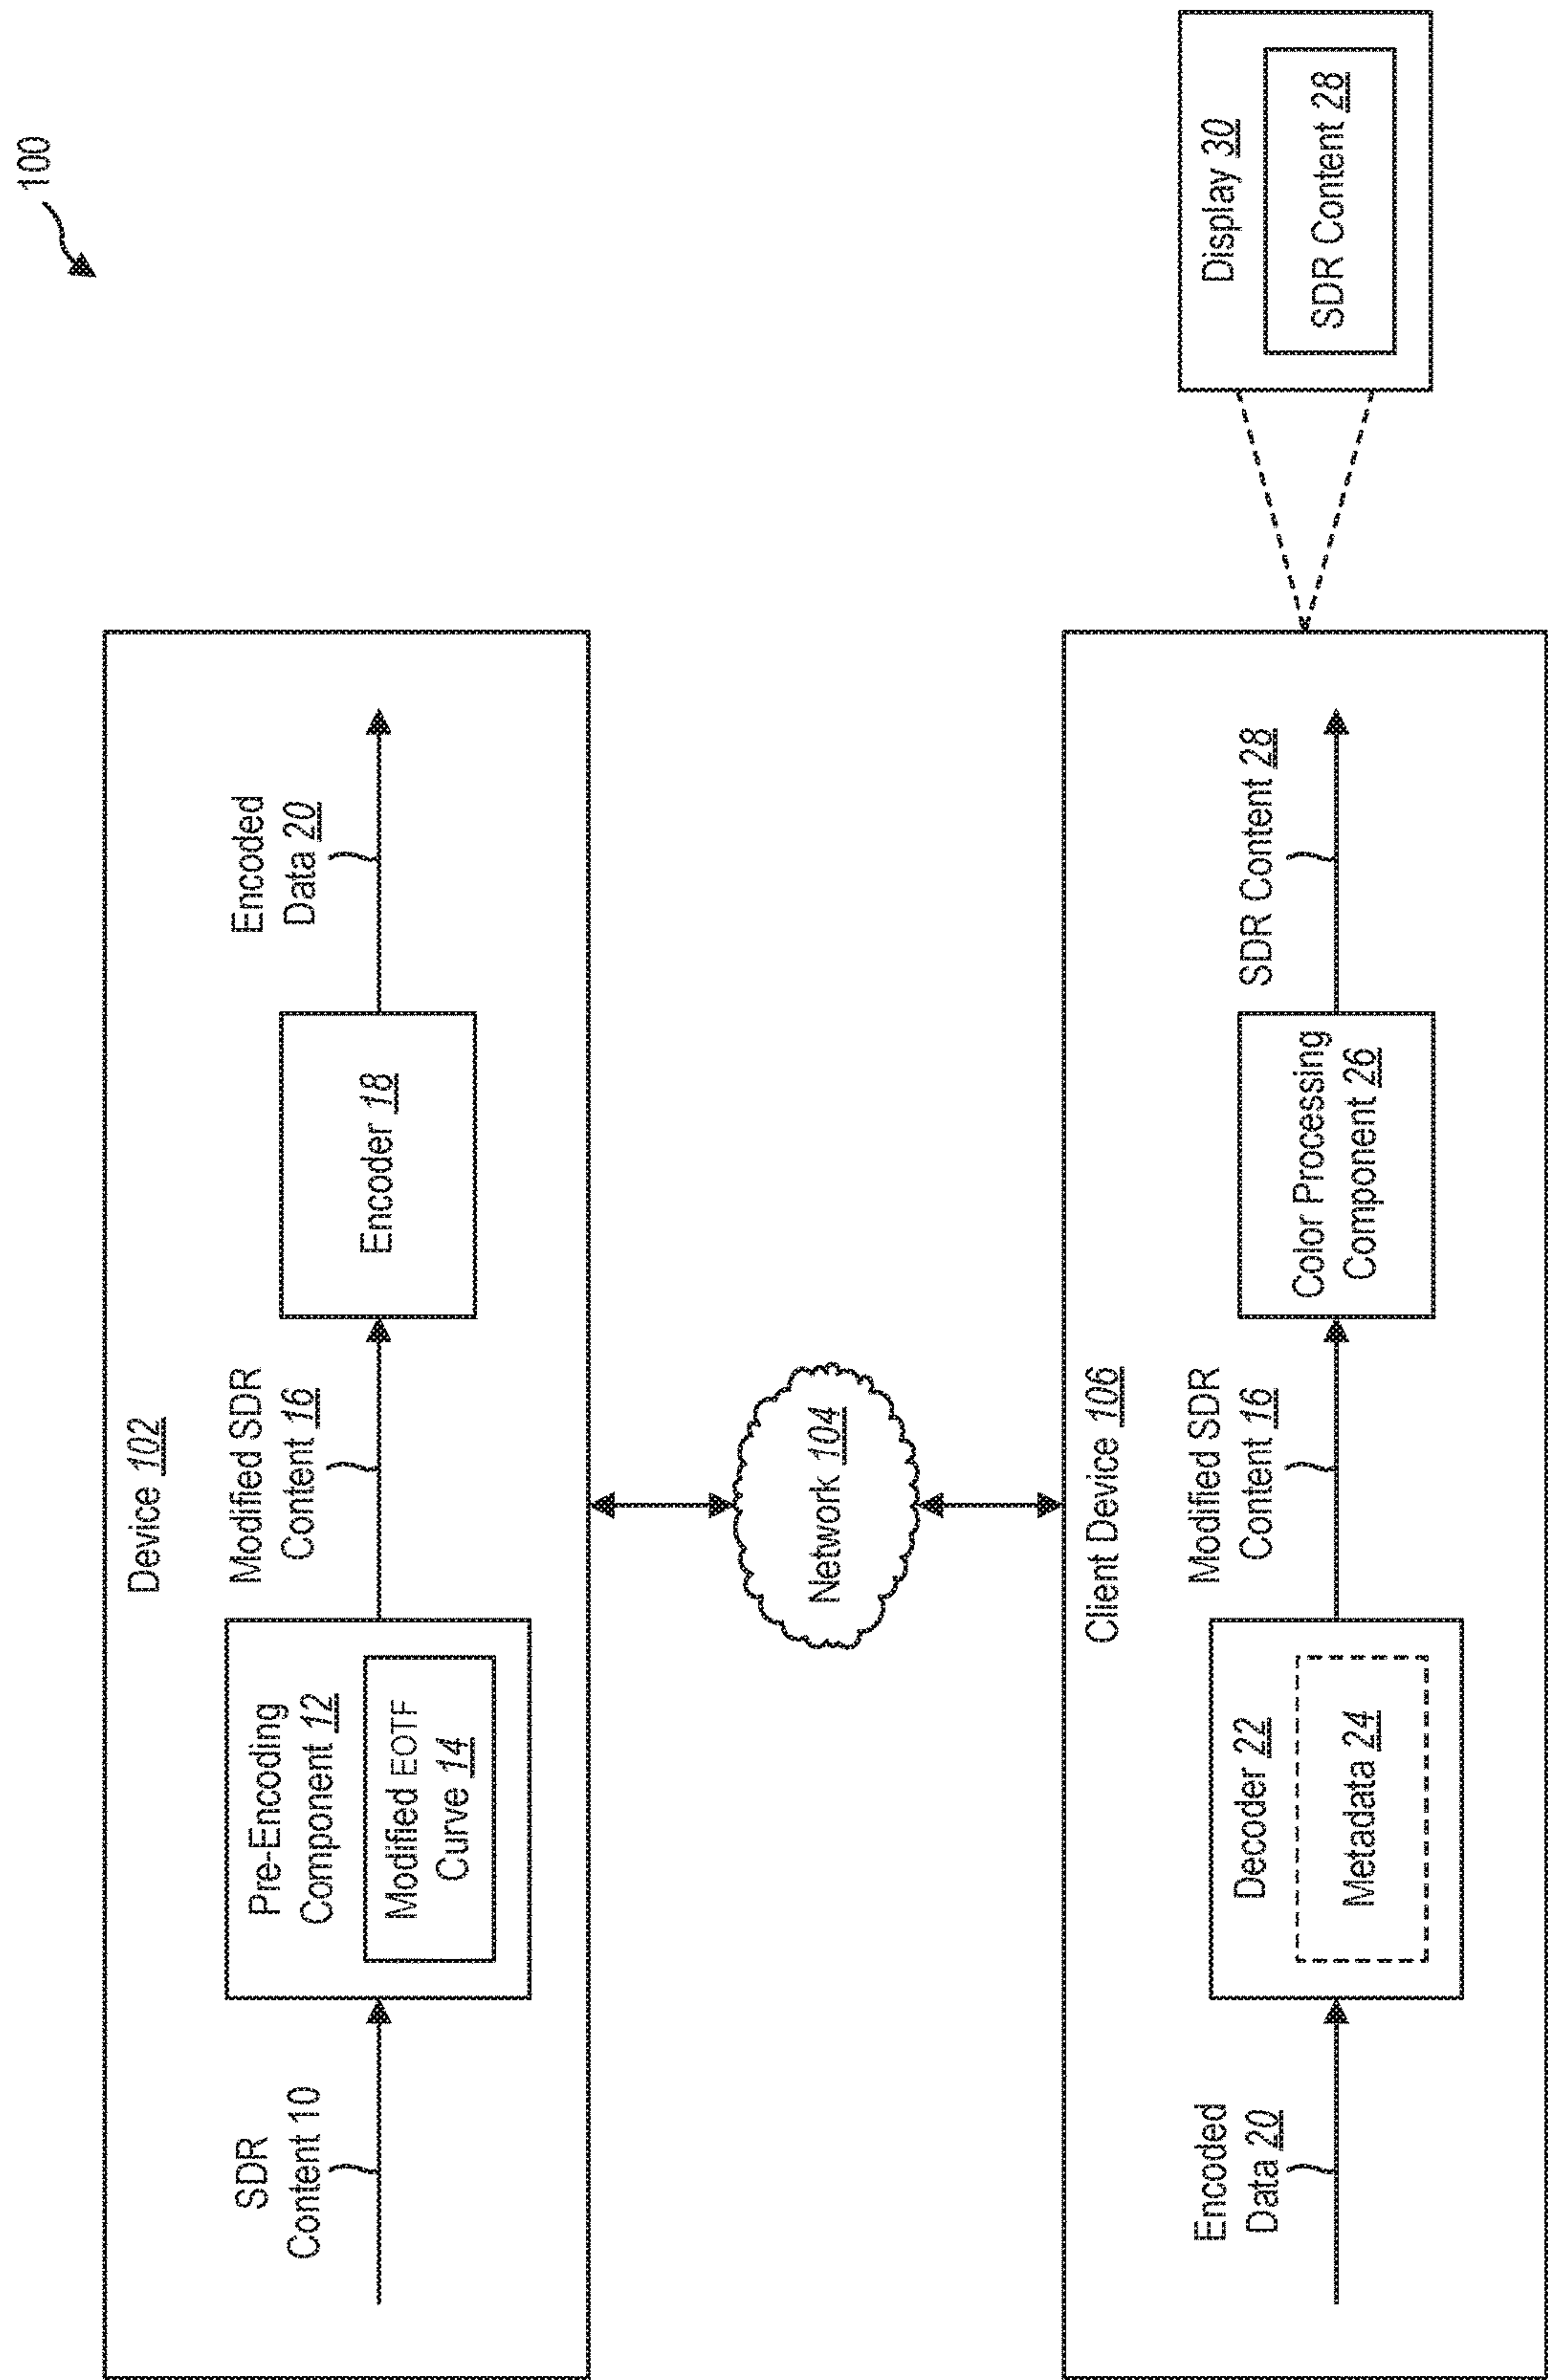 100
Device 102
SDR
Content 10
Pre-Encoding
Component 12
Modified EOTF
Curve 14
Modified SDR
Content 16
Encoder 18
Encoded
Data 20
Network 104
Client Device 106
Encoded
Data 20
Decoder 22
Metadata 24
Modified SDR
Content 16
Color Processing
Component 26
SDR Content 28
Display 30
SDR Content 28